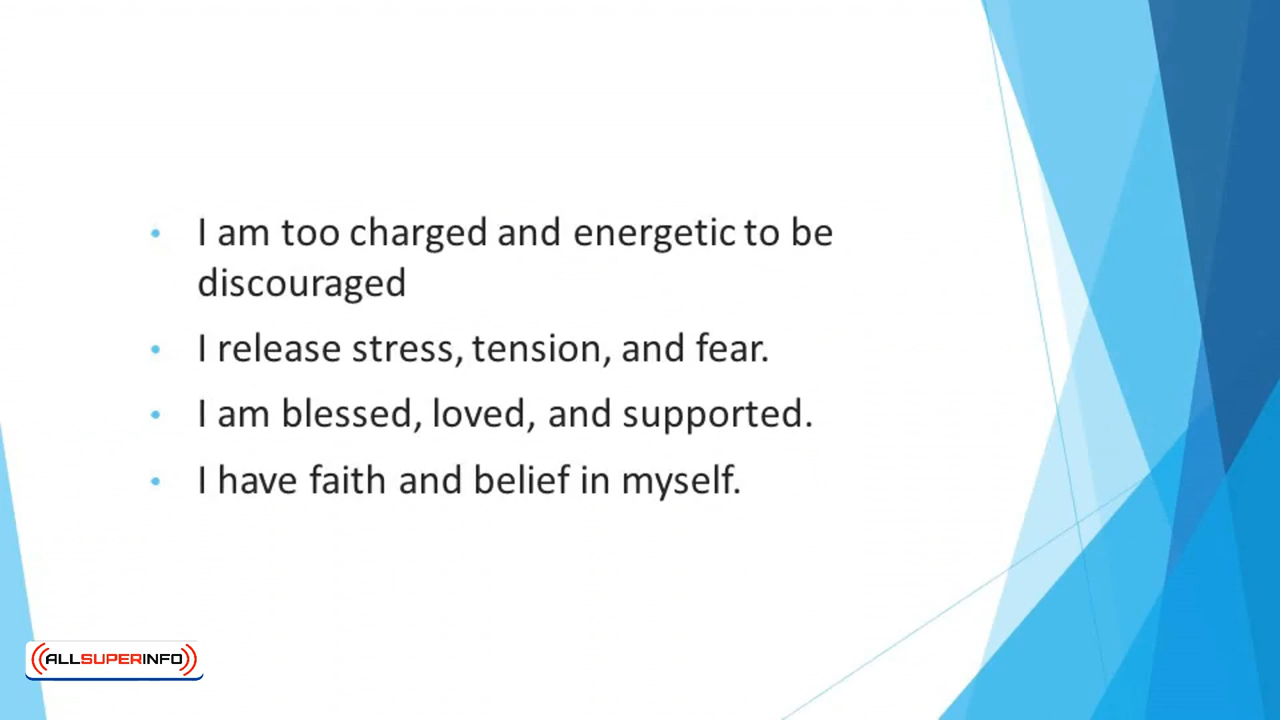 • I am too charged and energetic to be
discouraged
• I release stress, tension, and fear.
• I am blessed, loved, and supported.
• I have faith and belief in myself.
ALLSUPERINFO